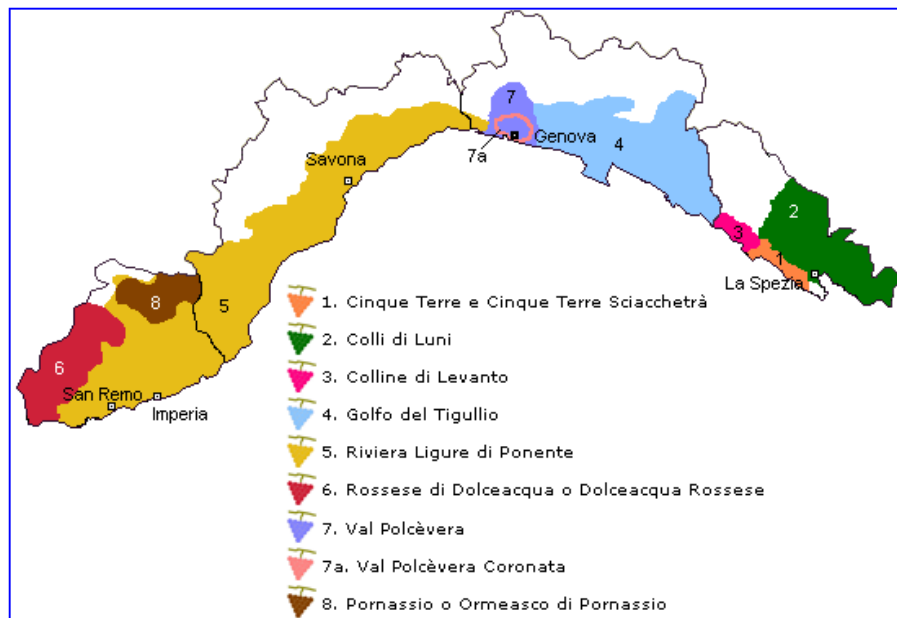 7
Genova
7a
4
Savona
2
3
1
La Spezia
8
5
6
San Remo
Imperia
1. Cinque Terre e Cinque Terre Sciacchetrà
2. Colli di Luni
3. Colline di Levanto
4. Golfo del Tigullio
5. Riviera Ligure di Ponente
6. Rossese di Dolceacqua o Dolceacqua Rossese
7. Val Polcèvera
7a. Val Polcèvera Coronata
8. Pornassio o Ormeasco di Pornassio